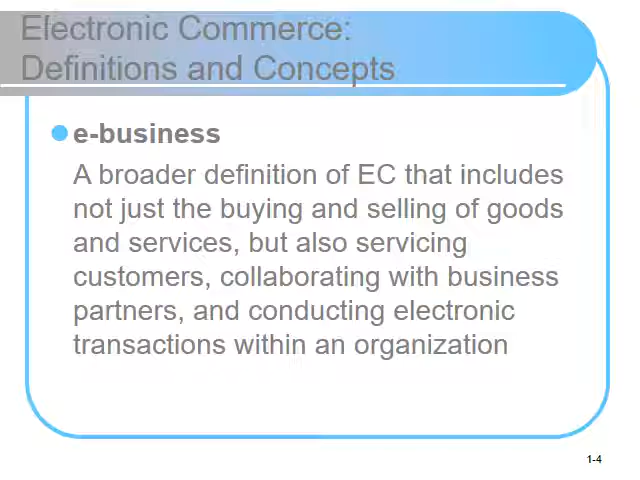 Electronic Commerce:
Definitions and Concepts
e-business
A broader definition of EC that includes
not just the buying and selling of goods
and services, but also servicing
customers, collaborating with business
partners, and conducting electronic
transactions within an organization
1-4